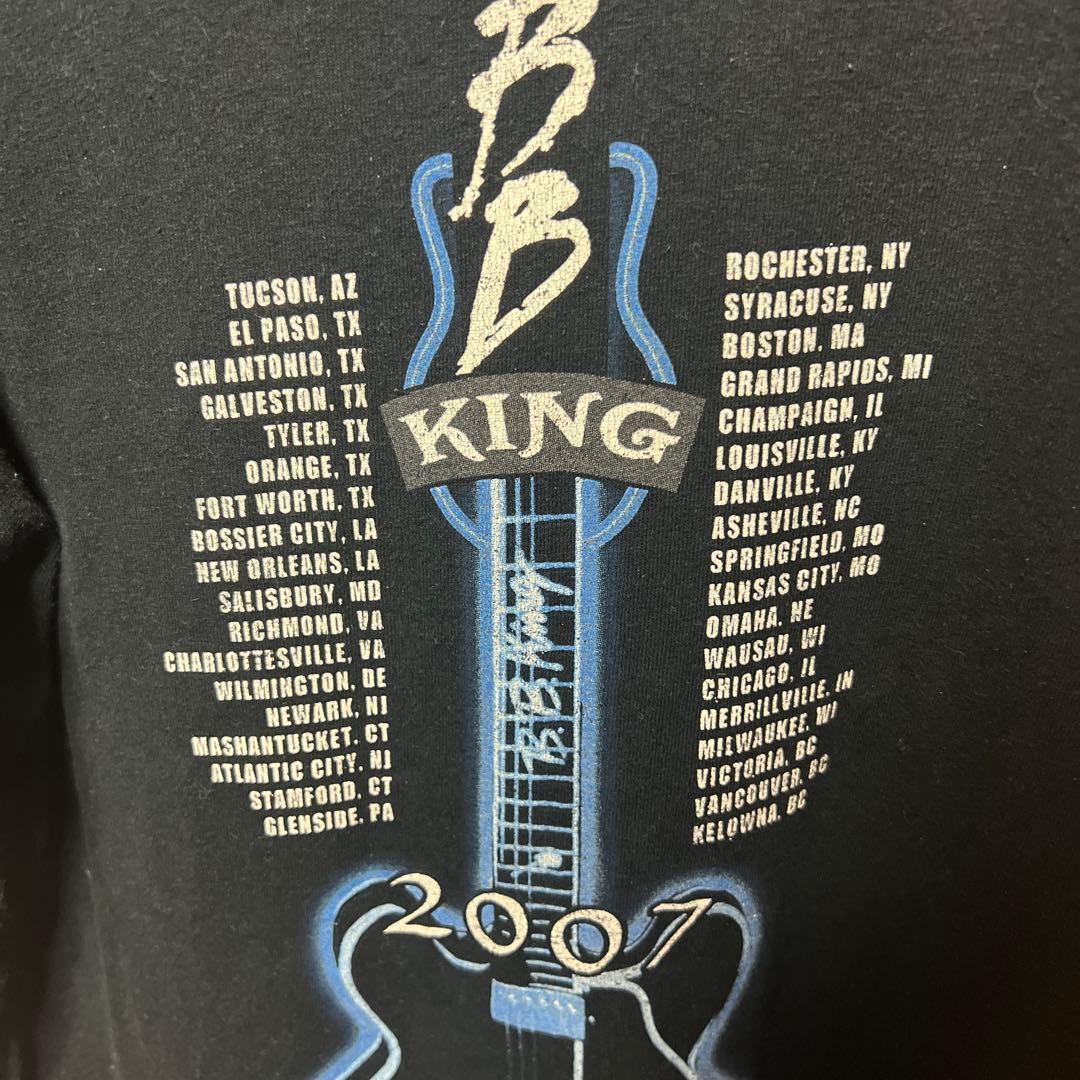 B
B
KING
TUCSON, AZ
EL PASO, TX
SAN ANTONIO, TX
GALVESTON, TX
TYLER, TX
ORANGE, TX
FORT WORTH, TX
BOSSIER CITY, LA
NEW ORLEANS, LA
SALISBURY, MD
RICHMOND, VA
CHARLOTTESVILLE, VA
WILMINGTON, DE
NEWARK, NJ
MASHANTUCKET, CT
ATLANTIC CITY, NJ
STAMFORD, CT
GLENSIDE, PA
ROCHESTER, NY
SYRACUSE, NY
BOSTON, MA
GRAND RAPIDS, MI
CHAMPAIGN, IL
LOUISVILLE, KY
DANVILLE, KY
ASHEVILLE, NC
SPRINGFIELD, MO
KANSAS CITY, MO
OMAHA, NE
WAUSAU, WI
CHICAGO, IL
MERRILLVILLE, IN
MILWAUKEE, WI
VICTORIA, BC
VANCOUVER, BC
KELOWNA, BC
B.B. King
2007